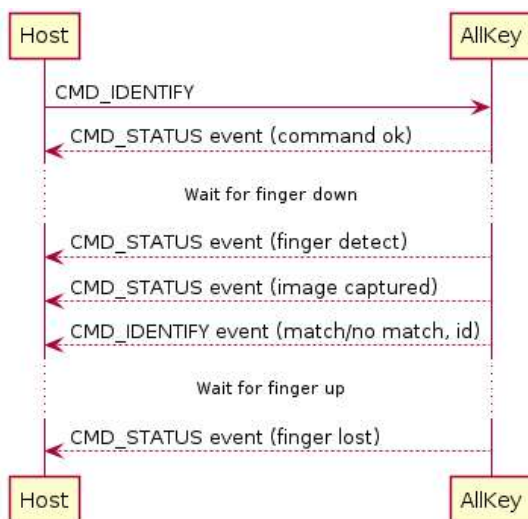 Host AllKey
CMD_IDENTIFY
CMD_STATUS event (command ok)
Wait for finger down
CMD_STATUS event (finger detect)
CMD_STATUS event (image captured)
CMD_IDENTIFY event (match/no match, id)
Wait for finger up
CMD_STATUS event (finger lost)
Host AllKey